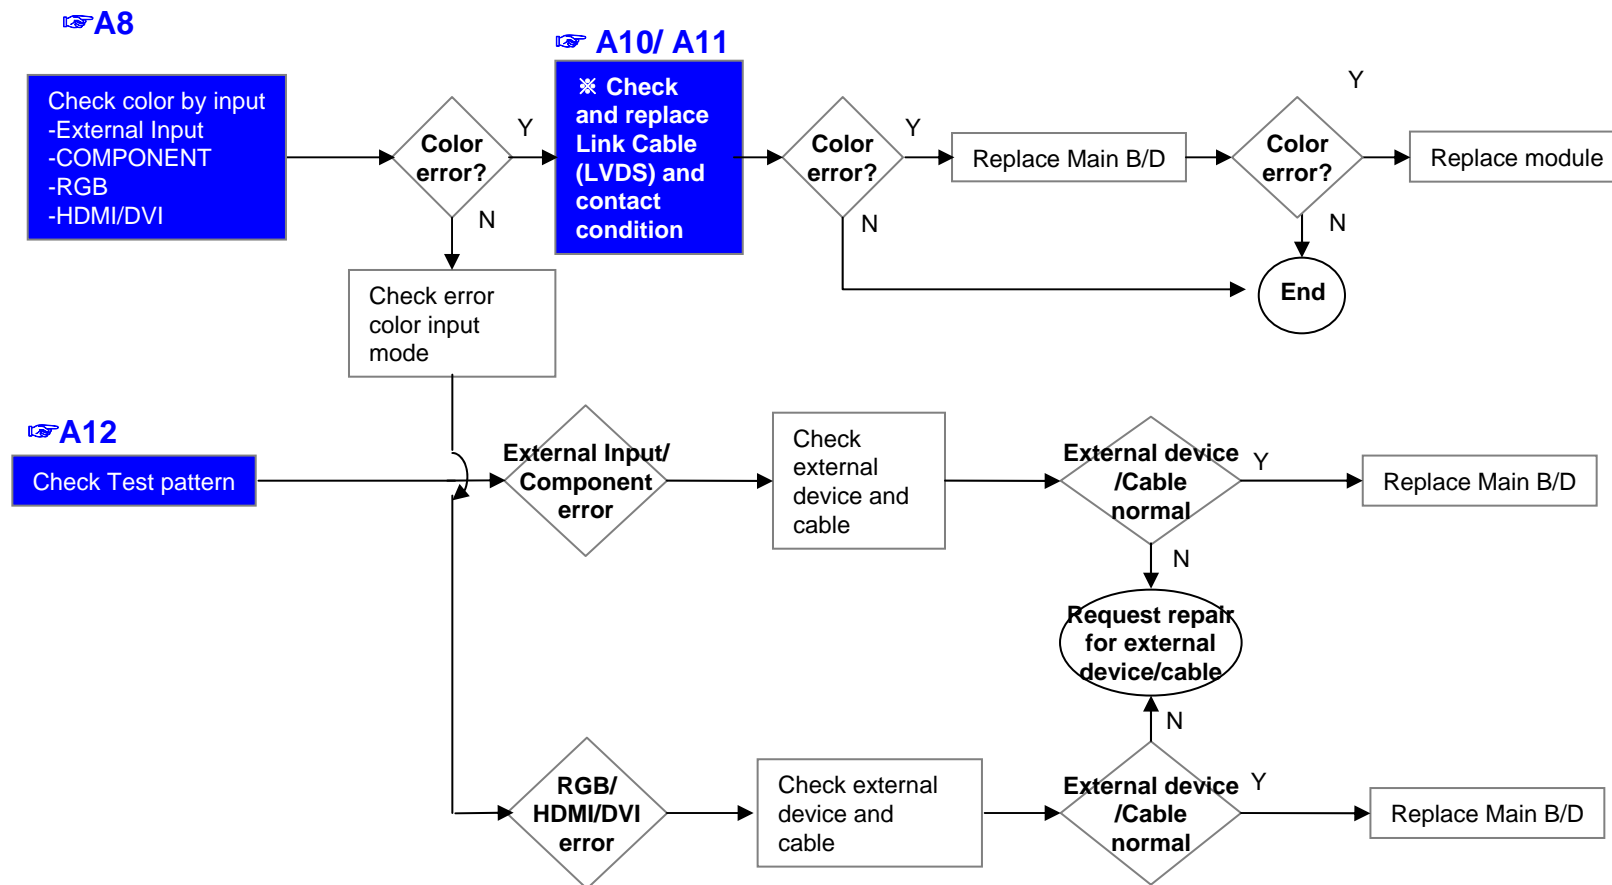 ☞A8
☞ A10/ A11
Check color by input
-External Input
-COMPONENT
-RGB
-HDMI/DVI
Color
error?
Y
N
※ Check
and replace
Link Cable
(LVDS) and
contact
condition
Color
error?
Y
N
Replace Main B/D
Color
error?
Y
N
Replace module
End
Check error
color input
mode
☞A12
Check Test pattern
External Input/
Component
error
Check
external
device and
cable
External device
/Cable
normal
Y
N
Replace Main B/D
Request repair
for external
device/cable
N
RGB/
HDMI/DVI
error
Check external
device and
cable
External device
/Cable
normal
Y
Replace Main B/D